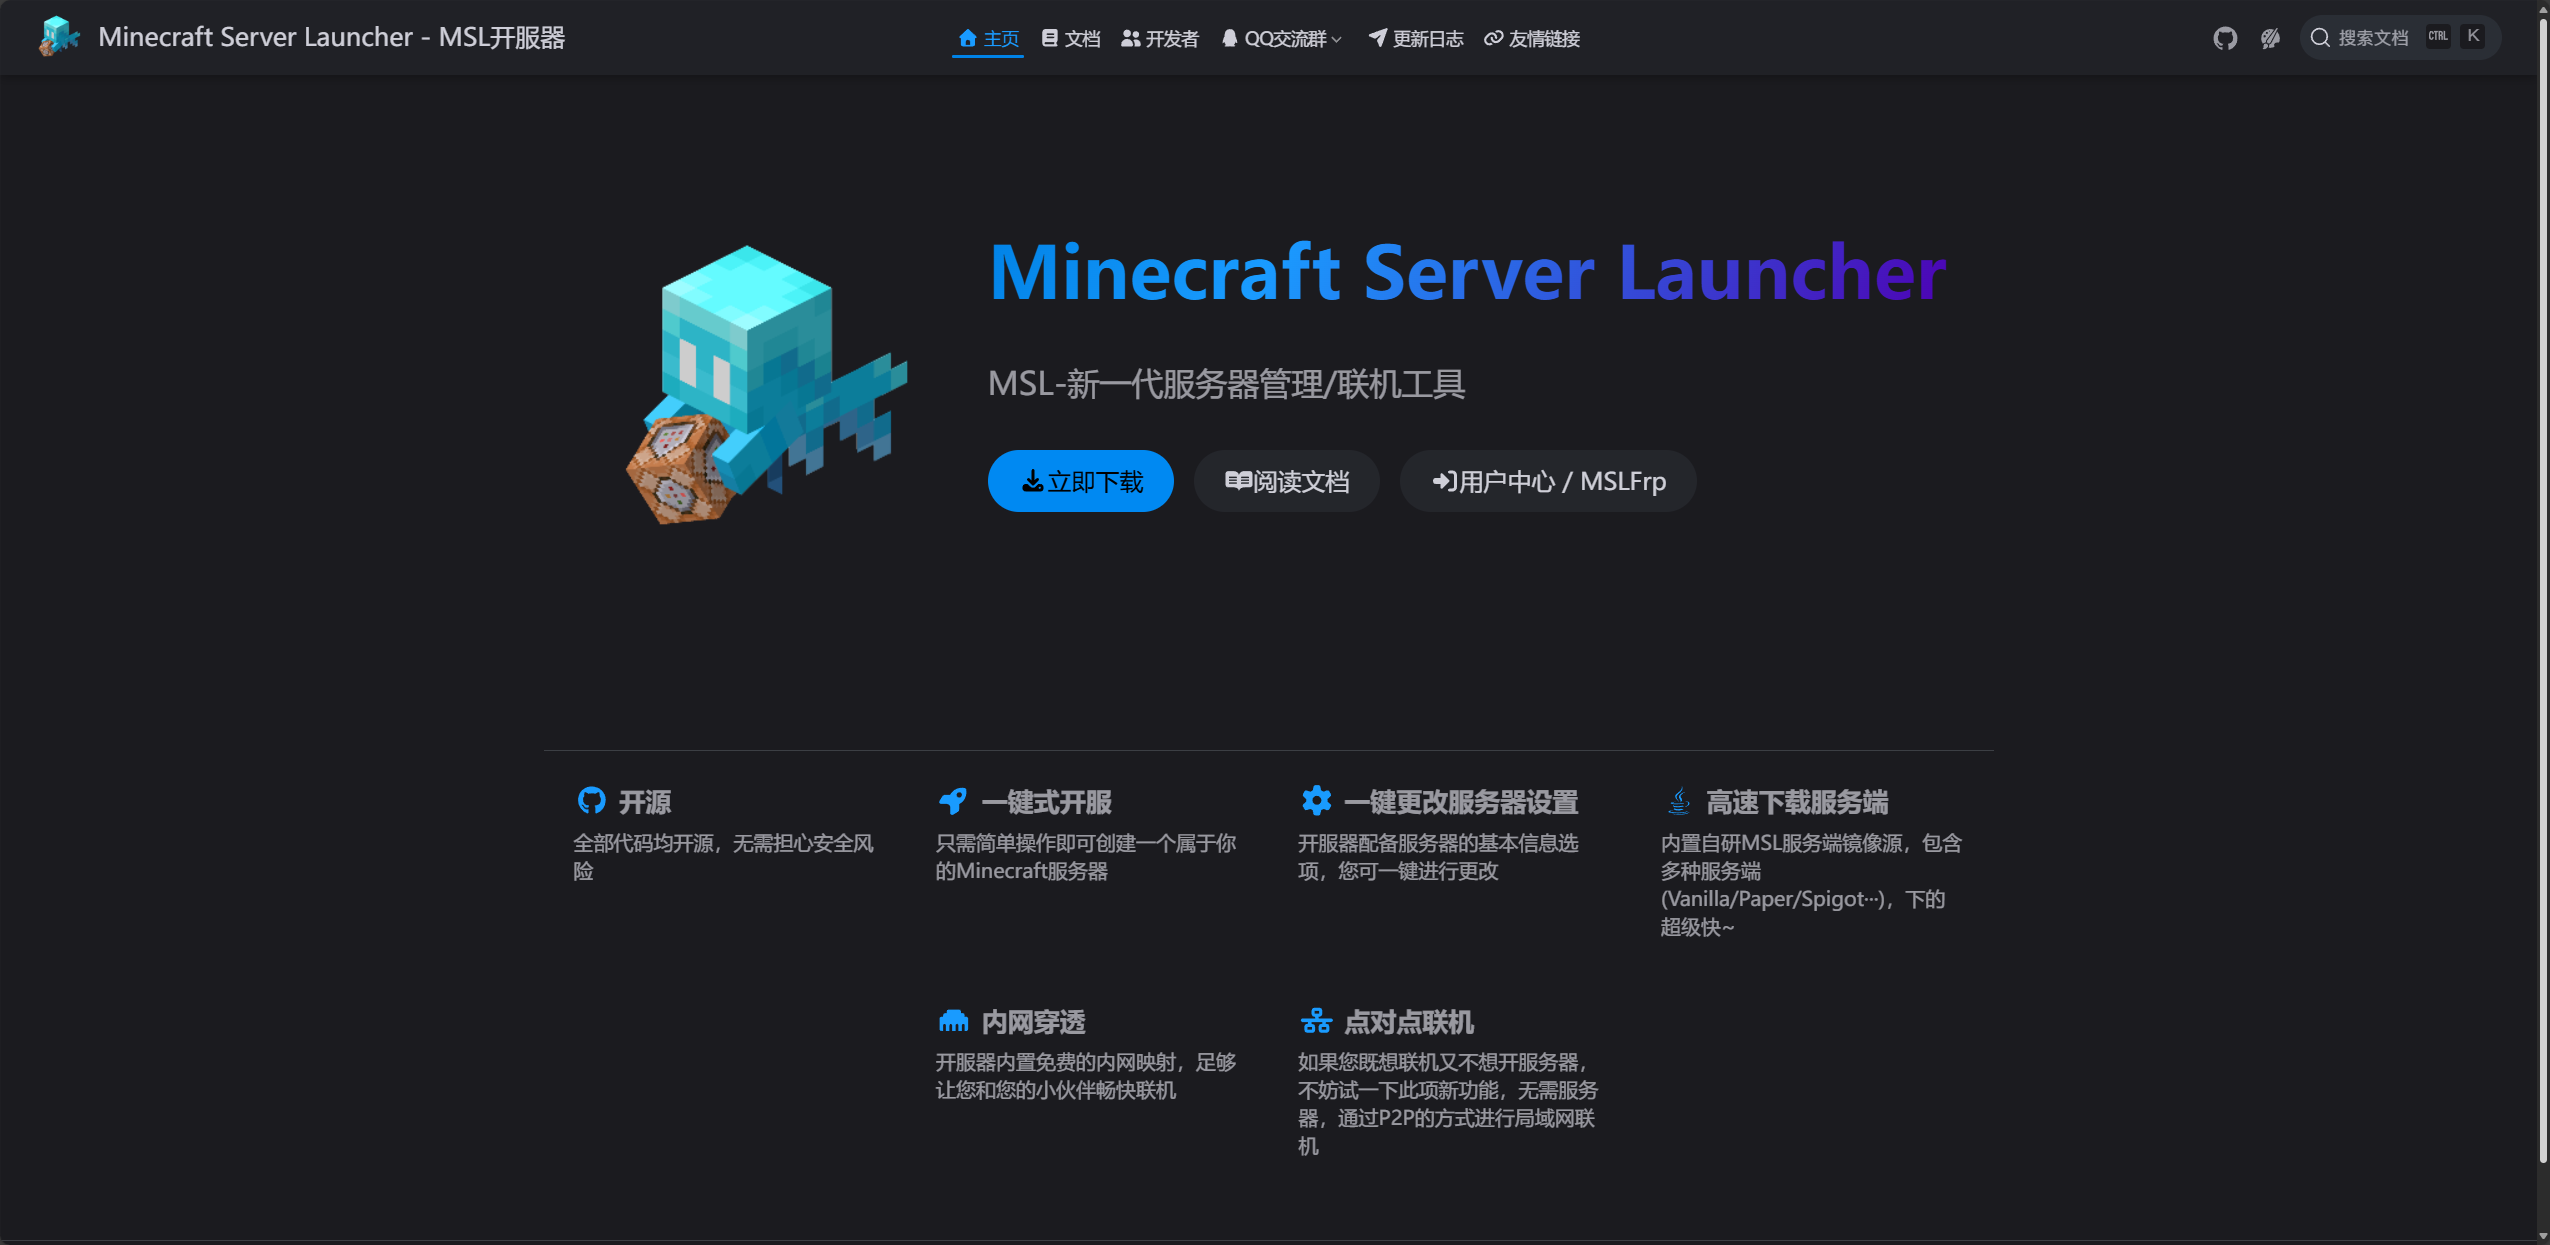 Minecraft Server Launcher - MSL开服器
主页
文档
开发者
QQ交流群
更新日志
友情链接
搜索文档
CTRL
K
Minecraft Server Launcher
MSL-新一代服务器管理/联机工具
立即下载
阅读文档
用户中心 / MSLFrp
开源
全部代码均开源，无需担心安全风
险
一键式开服
只需简单操作即可创建一个属于你
的Minecraft服务器
一键更改服务器设置
开服器配备服务器的基本信息选
项，您可一键进行更改
高速下载服务端
内置自研MSL服务端镜像源，包含
多种服务端
(Vanilla/Paper/Spigot···)，下的
超级快~
内网穿透
开服器内置免费的内网映射，足够
让您和您的小伙伴畅快联机
点对点联机
如果您既想联机又不想开服务器，
不妨试一下此项新功能，无需服务
器，通过P2P的方式进行局域网联
机